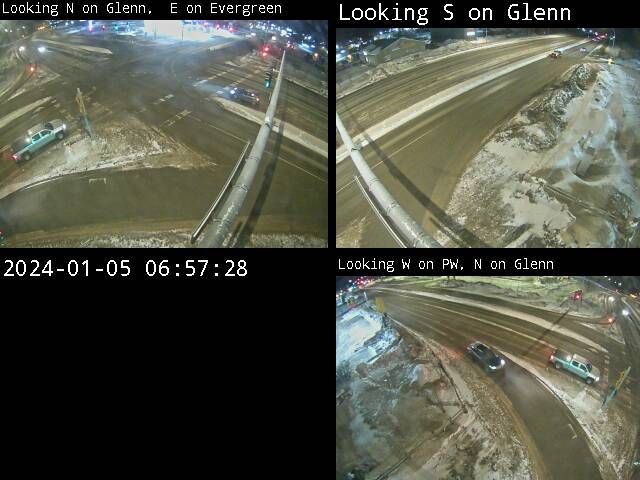 Looking N on Glenn,  E on Evergreen
Looking S on Glenn
2024-01-05 06:57:28
Looking W on PW, N on Glenn